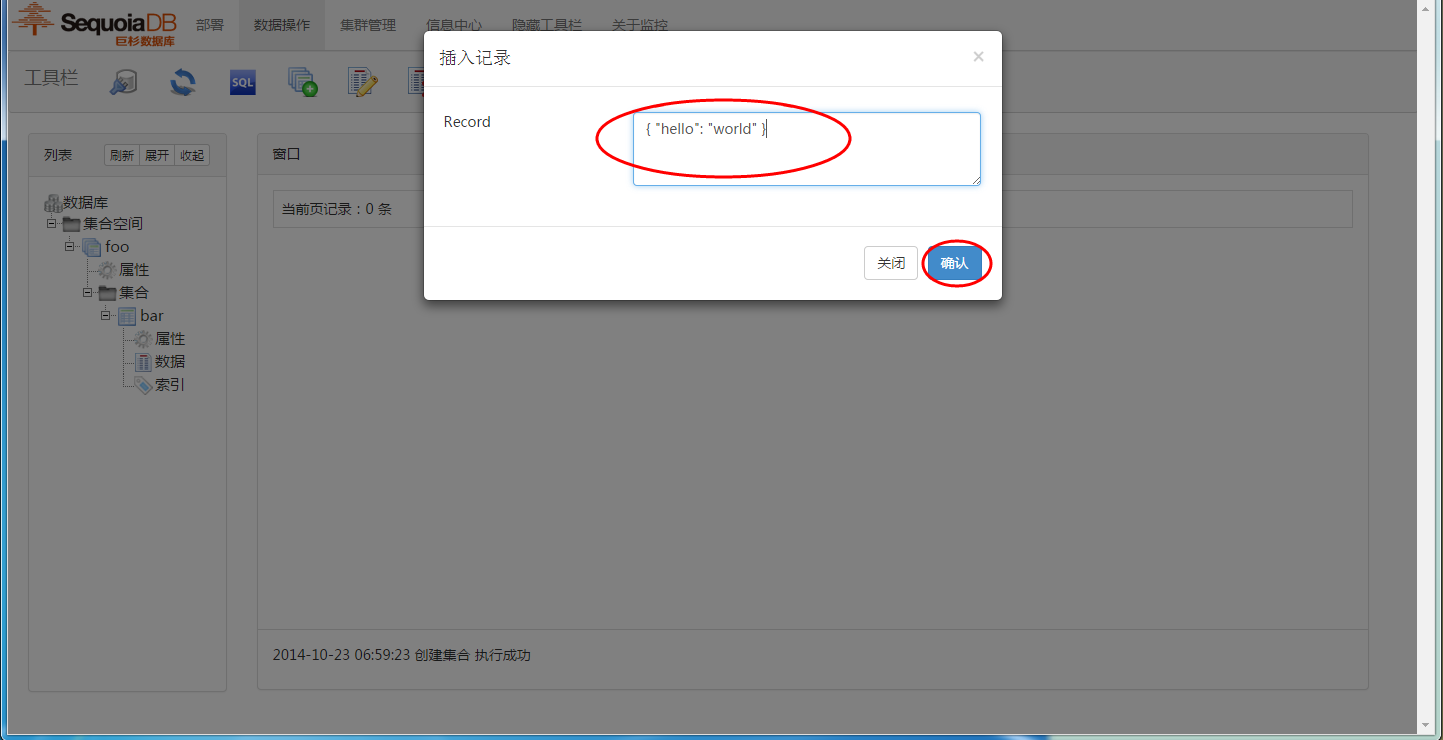 SequoiaDB
巨杉数据库
部署 数据操作 集群管理 信息中心 隐藏工具栏 关于监控
工具栏
SQL
插入记录 ×
Record
{ "hello": "world" }
关闭 确认
列表 刷新 展开 收起
数据库
集合空间
foo
属性
集合
bar
属性
数据
索引
窗口
当前页记录：0 条
2014-10-23 06:59:23 创建集合 执行成功